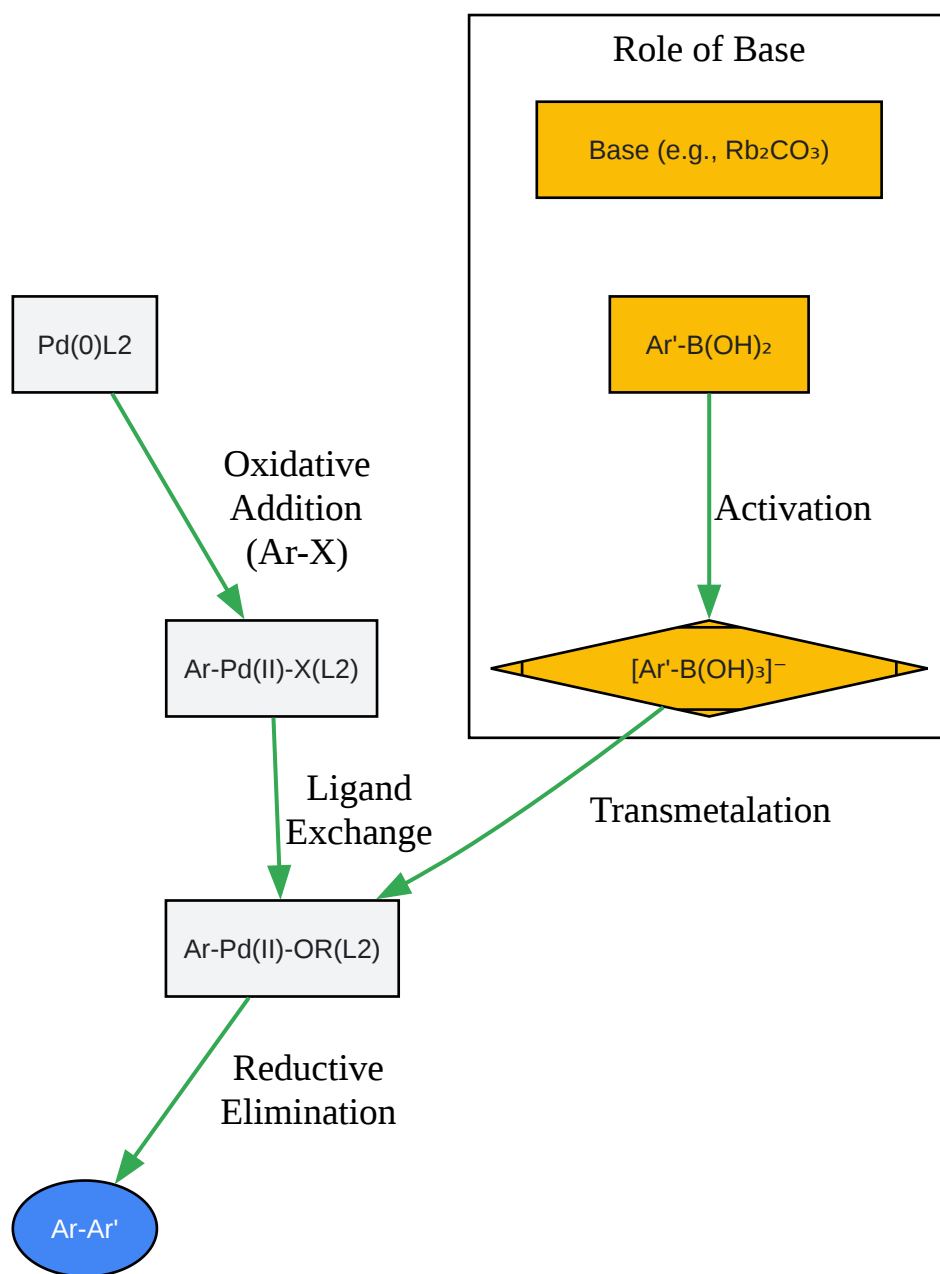 Role of Base
Base (e.g., Rb₂CO₃)
Pd(0)L2
Ar'-B(OH)₂
Oxidative
Addition
(Ar-X)
Activation
Ar-Pd(II)-X(L2)
[Ar'-B(OH)₃]⁻
Ligand
Exchange
Transmetalation
Ar-Pd(II)-OR(L2)
Reductive
Elimination
Ar-Ar'